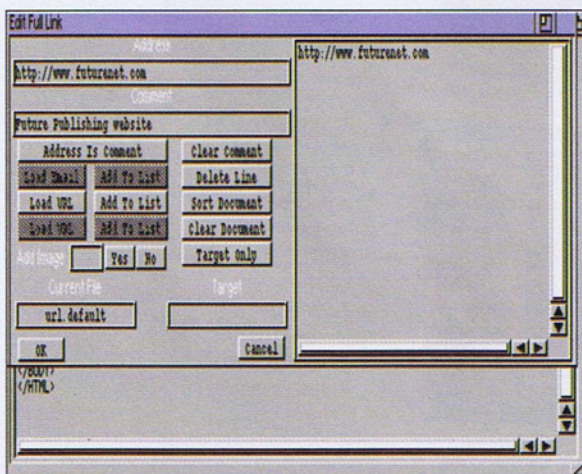 Edit Full Link
Address
http://www.futurenet.com
Comment
Future Publishing website
Address Is Comment
Clear Comment
Load Email
Add To List
Delete Line
Load URL
Add To List
Sort Document
Load VOL
Add To List
Clear Document
Add Image
Yes
No
Target Only
Current File
Target
url.default
OK
Cancel
http://www.futurenet.com
</BODY>
</HTML>